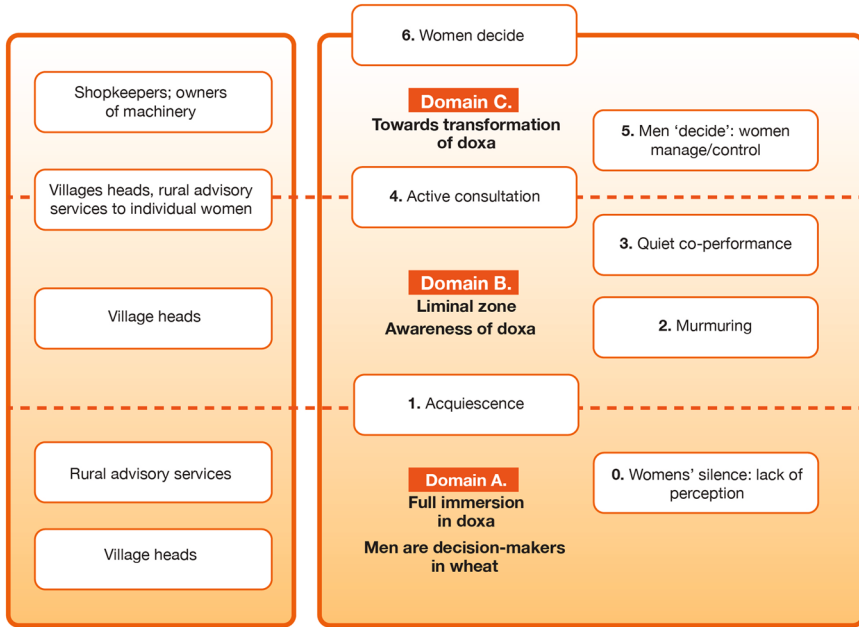 Shopkeepers; owners
of machinery
Villages heads, rural advisory
services to individual women
Village heads
Rural advisory services
Village heads
6. Women decide
Domain C.
Towards transformation
of doxa
5. Men ‘decide’: women
manage/control
4. Active consultation
3. Quiet co-performance
Domain B.
Liminal zone
Awareness of doxa
2. Murmuring
1. Acquiescence
Domain A.
Full immersion
in doxa
Men are decision-makers
in wheat
0. Womens’ silence: lack of
perception